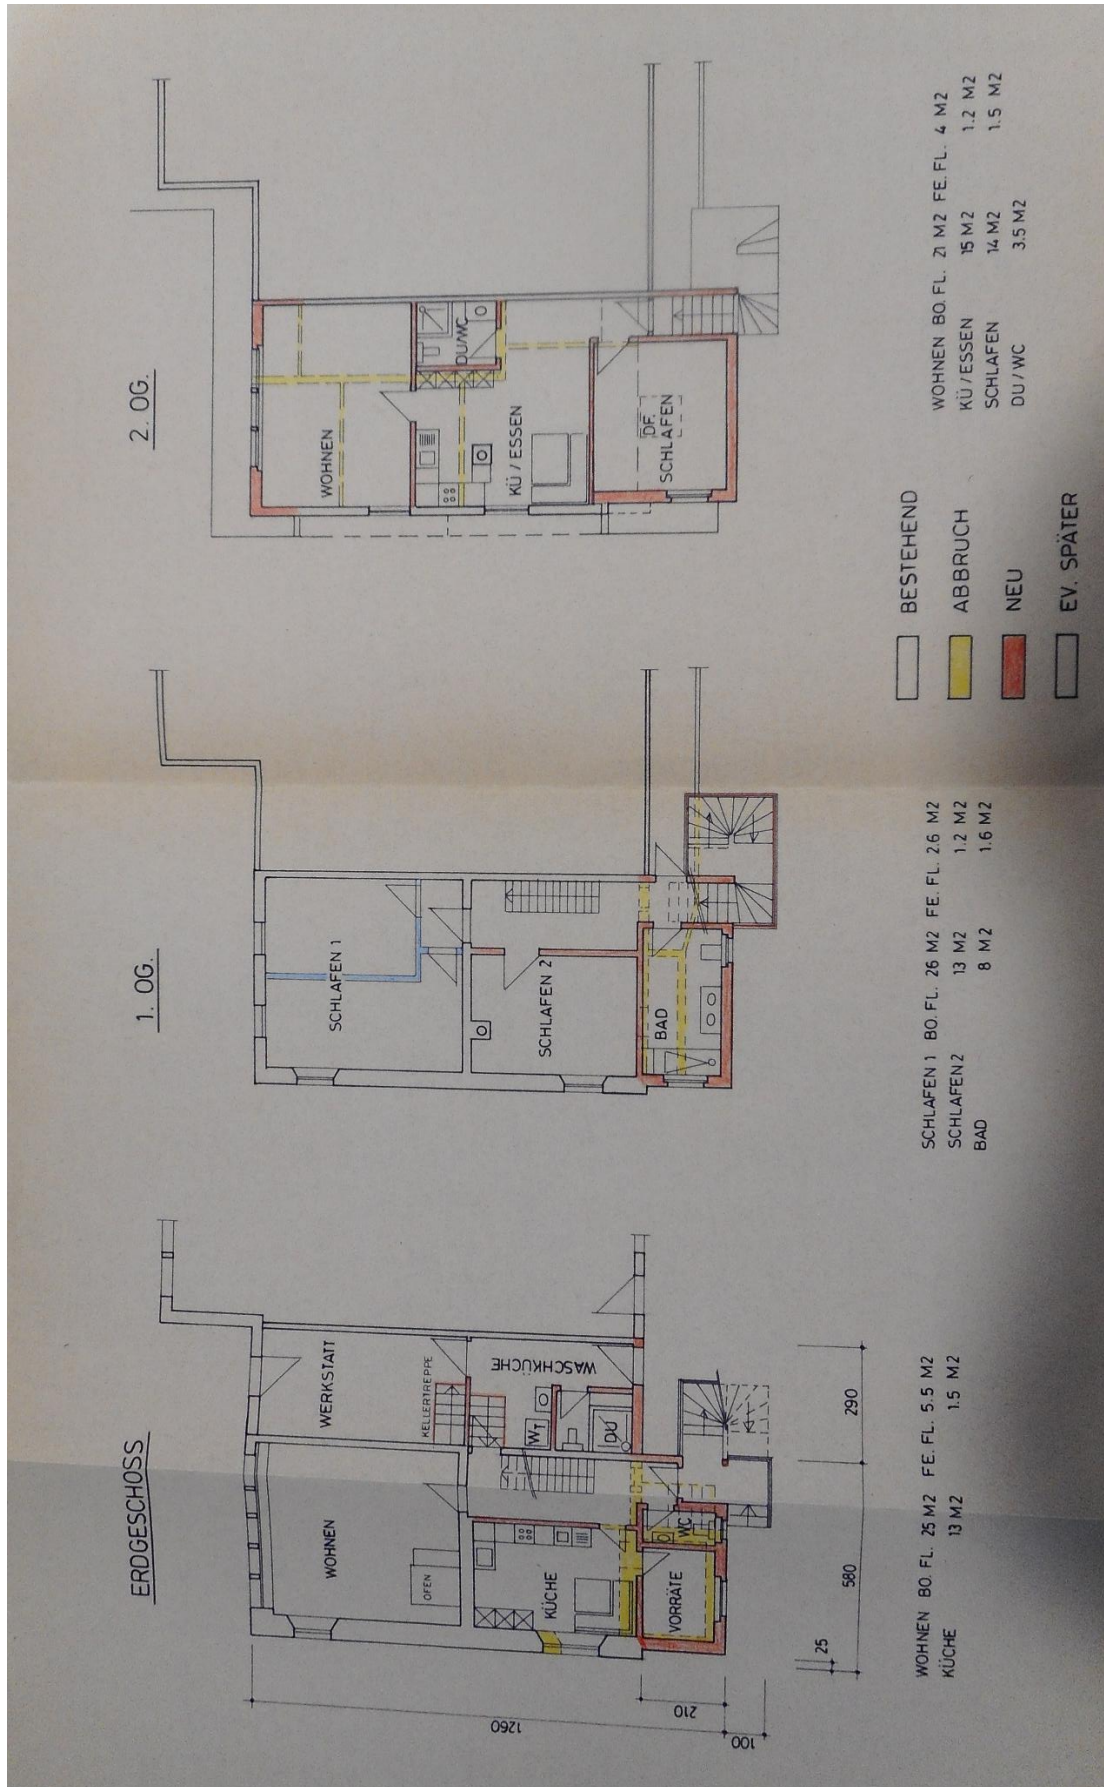 ERDGESCHOSS
WERKSTATT
WOHNEN
OFEN
KELLERTREPPE
WASCHKÜCHE
WT
DU
KÜCHE
WC
VORRÄTE
1260
210
100
25
580
290
WOHNEN BO. FL. 25 M2 FE. FL. 5.5 M2
KÜCHE 13 M2 1.5 M2
1. OG.
SCHLAFEN 1
SCHLAFEN 2
BAD
SCHLAFEN 1 BO. FL. 26 M2 FE. FL. 2.6 M2
SCHLAFEN 2 13 M2 1.2 M2
BAD 8 M2 1.6 M2
2. OG.
WOHNEN
DU/WC
KÜ / ESSEN
DF.
SCHLAFEN
WOHNEN BO. FL. 21 M2 FE. FL. 4 M2
KÜ / ESSEN 15 M2 1.2 M2
SCHLAFEN 14 M2 1.5 M2
DU / WC 3.5 M2
BESTEHEND
ABBRUCH
NEU
EV. SPÄTER